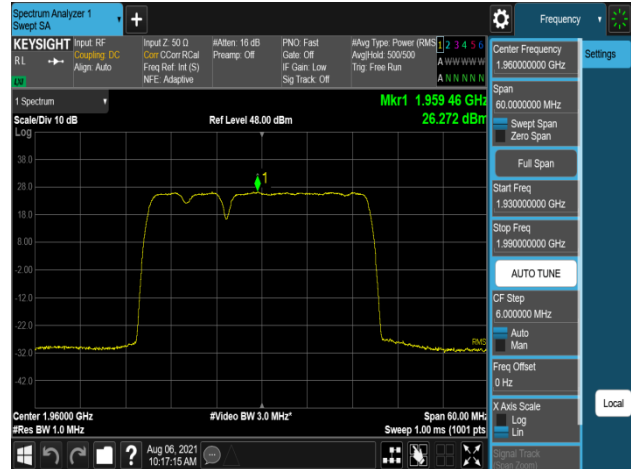 Spectrum Analyzer 1
Swept SA
Frequency
KEYSIGHT
RL
LXI
Input: RF
Coupling: DC
Align: Auto
Input Z: 50 Ω
Corr CCorr RCal
Freq Ref: Int (S)
NFE: Adaptive
#Atten: 16 dB
Preamp: Off
PNO: Fast
Gate: Off
IF Gain: Low
Sig Track: Off
#Avg Type: Power (RMS
Avg|Hold: 500/500
Trig: Free Run
1 2 3 4 5 6
A W W W W W
A N N N N N
1 Spectrum
Scale/Div 10 dB
Log
Ref Level 48.00 dBm
Mkr1 1.959 46 GHz
26.272 dBm
38.0
28.0
18.0
8.00
-2.00
-12.0
-22.0
-32.0
-42.0
1
RMS
Center 1.96000 GHz
#Res BW 1.0 MHz
#Video BW 3.0 MHz*
Span 60.00 MHz
Sweep 1.00 ms (1001 pts
Aug 06, 2021
10:17:15 AM
?
Center Frequency
1.960000000 GHz
Settings
Span
60.0000000 MHz
Swept Span
Zero Span
Full Span
Start Freq
1.930000000 GHz
Stop Freq
1.990000000 GHz
AUTO TUNE
CF Step
6.000000 MHz
Auto
Man
Freq Offset
0 Hz
X Axis Scale
Log
Lin
Local
Signal Track
(Span Zoom)